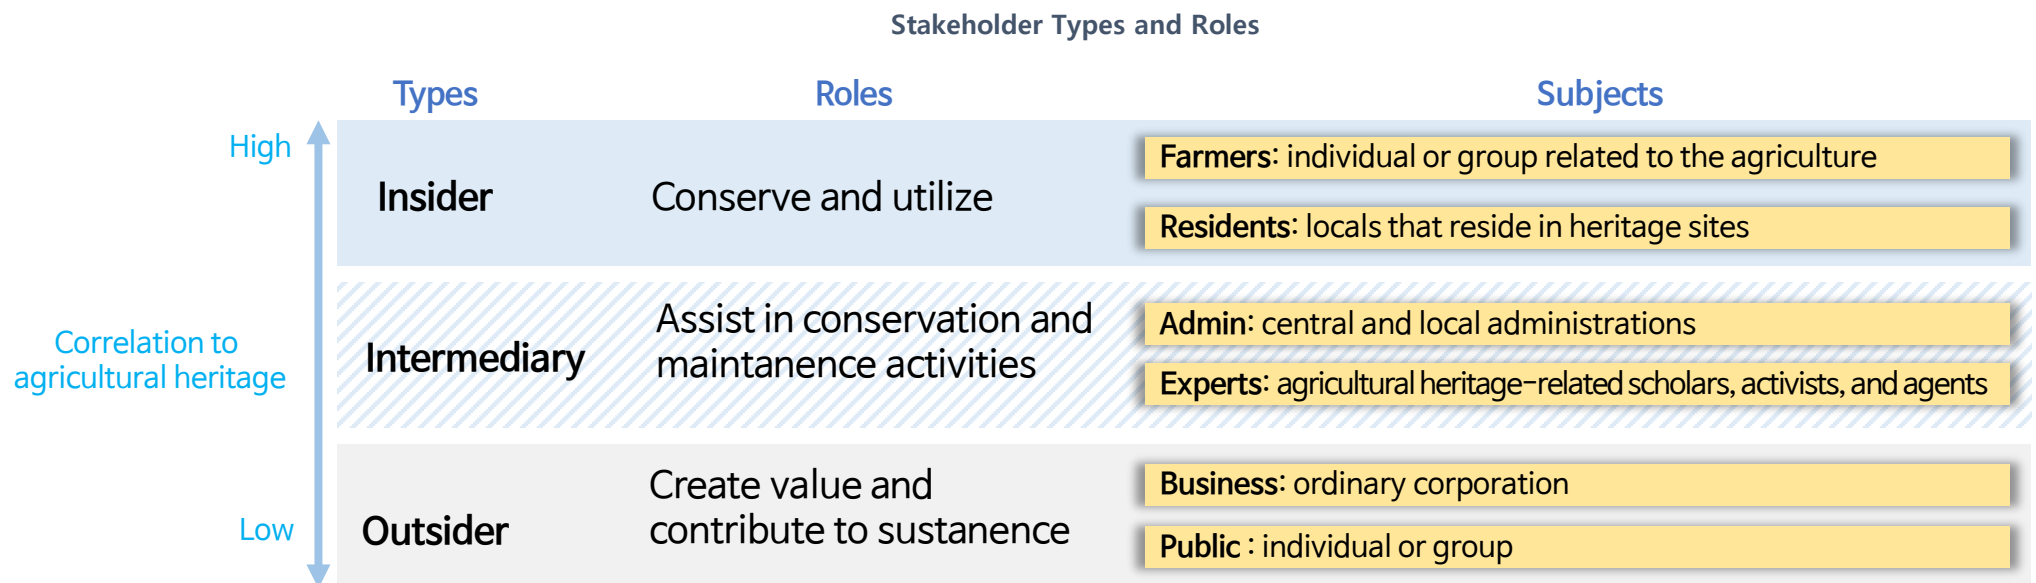 Stakeholder Types and Roles
Types Roles Subjects
High
Correlation to
agricultural heritage
Low
Insider
Conserve and utilize
Farmers: individual or group related to the agriculture
Residents: locals that reside in heritage sites
Intermediary
Assist in conservation and
maintanence activities
Admin: central and local administrations
Experts: agricultural heritage-related scholars, activists, and agents
Outsider
Create value and
contribute to sustanence
Business: ordinary corporation
Public : individual or group